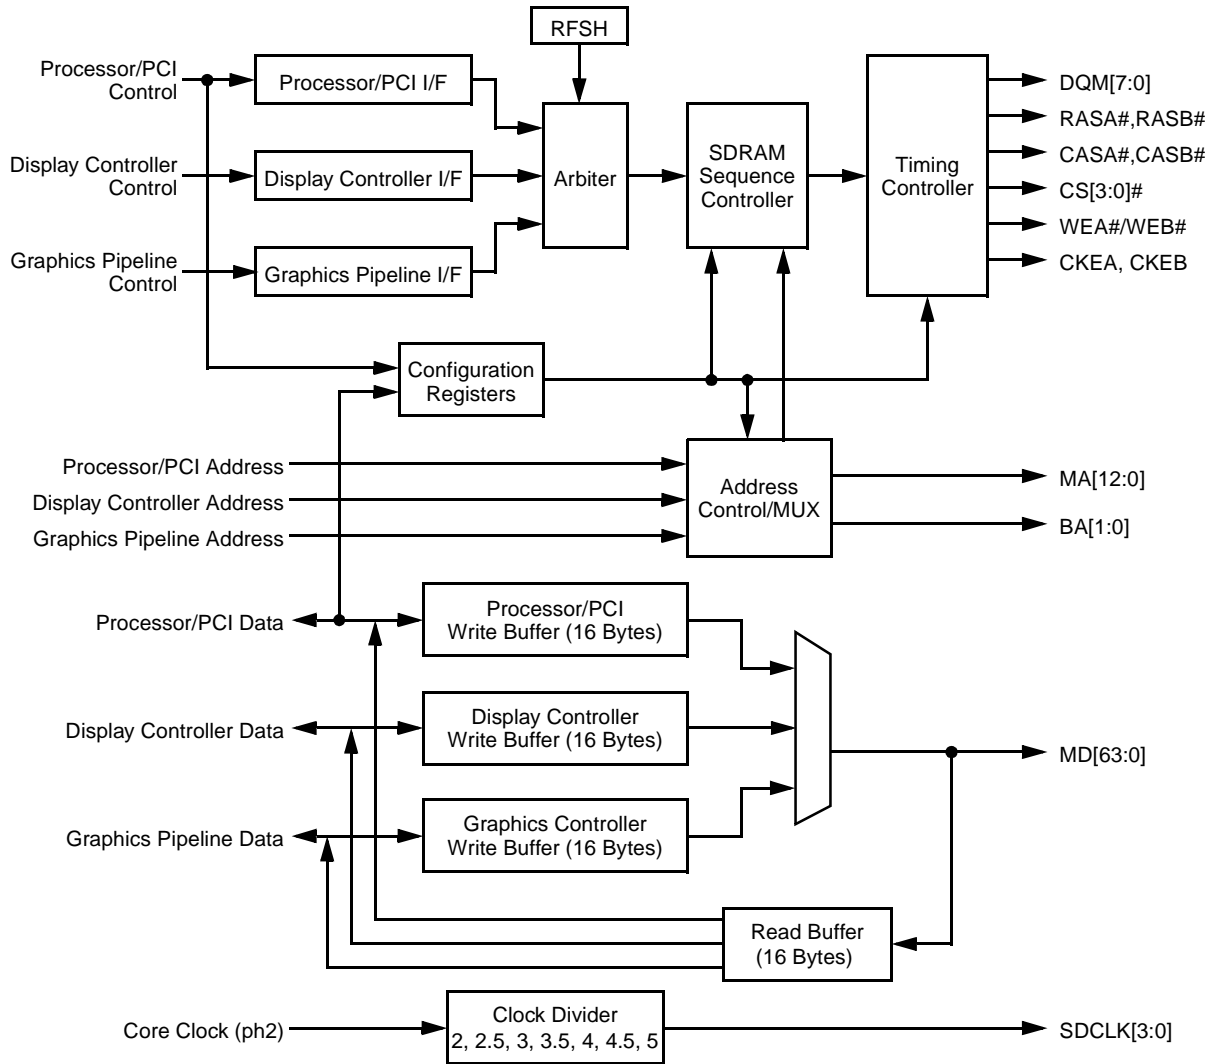 RFSH
Processor/PCI
Control
Processor/PCI I/F
DQM[7:0]
RASA#,RASB#
Display Controller
Control
Display Controller I/F
Arbiter
SDRAM
Sequence
Controller
Timing
Controller
CASA#,CASB#
CS[3:0]#
WEA#/WEB#
Graphics Pipeline
Control
Graphics Pipeline I/F
CKEA, CKEB
Configuration
Registers
Processor/PCI Address
Display Controller Address
Graphics Pipeline Address
Address
Control/MUX
MA[12:0]
BA[1:0]
Processor/PCI Data
Processor/PCI
Write Buffer (16 Bytes)
Display Controller Data
Display Controller
Write Buffer (16 Bytes)
MD[63:0]
Graphics Pipeline Data
Graphics Controller
Write Buffer (16 Bytes)
Read Buffer
(16 Bytes)
Core Clock (ph2)
Clock Divider
2, 2.5, 3, 3.5, 4, 4.5, 5
SDCLK[3:0]